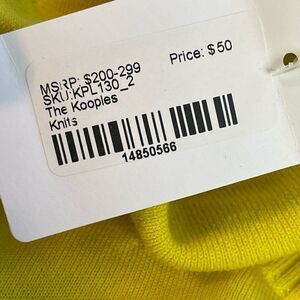 MSRP: $200-299
Price: $50
SKU:KPL130_2
The Kooples
Knits
14850566